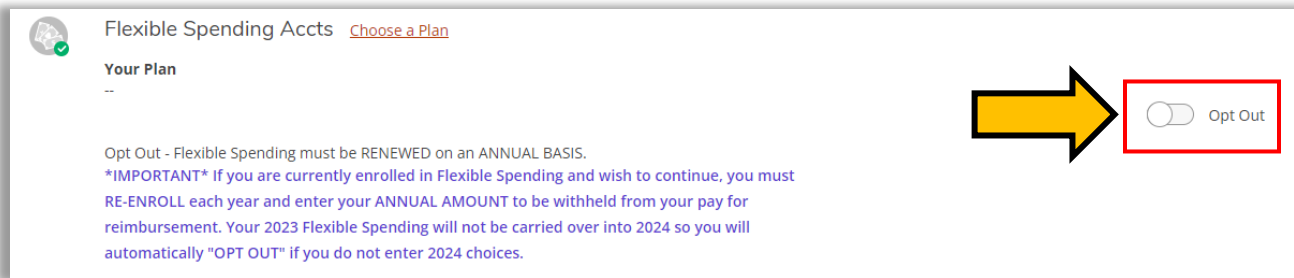 Flexible Spending Accts Choose a Plan
Your Plan
--
Opt Out
Opt Out - Flexible Spending must be RENEWED on an ANNUAL BASIS.
*IMPORTANT* If you are currently enrolled in Flexible Spending and wish to continue, you must
RE-ENROLL each year and enter your ANNUAL AMOUNT to be withheld from your pay for
reimbursement. Your 2023 Flexible Spending will not be carried over into 2024 so you will
automatically "OPT OUT" if you do not enter 2024 choices.